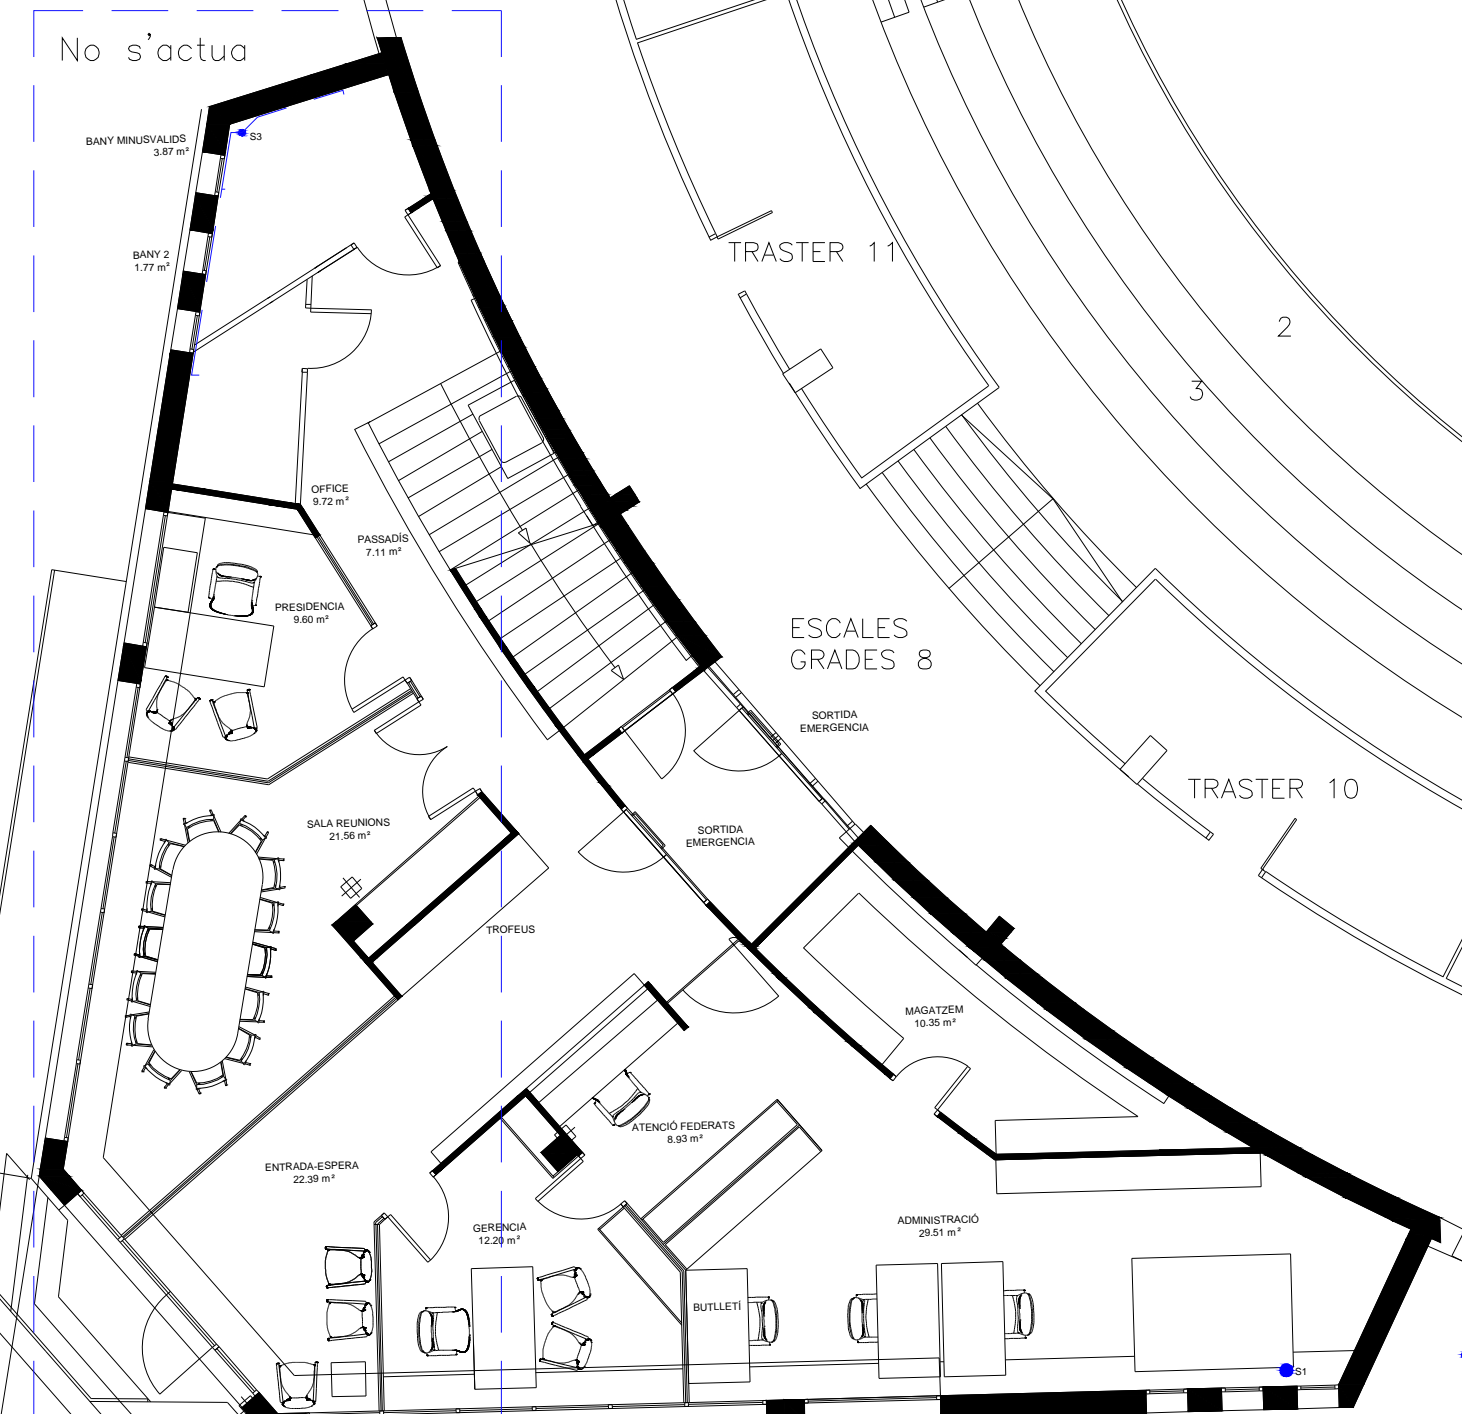 No s'actua
BANY MINUSVALIDS
3.87 m²
S3
BANY 2
1.77 m²
TRASTER 11
2
3
OFFICE
9.72 m²
PASSADÍS
7.11 m²
PRESIDENCIA
9.60 m²
ESCALES
GRADES 8
SORTIDA
EMERGENCIA
TRASTER 10
SALA REUNIONS
21.56 m²
SORTIDA
EMERGENCIA
TROFEUS
MAGATZEM
10.35 m²
ATENCIÓ FEDERATS
8.93 m²
ENTRADA-ESPERA
22.39 m²
GERENCIA
12.20 m²
ADMINISTRACIÓ
29.51 m²
BUTLLETÍ
S1